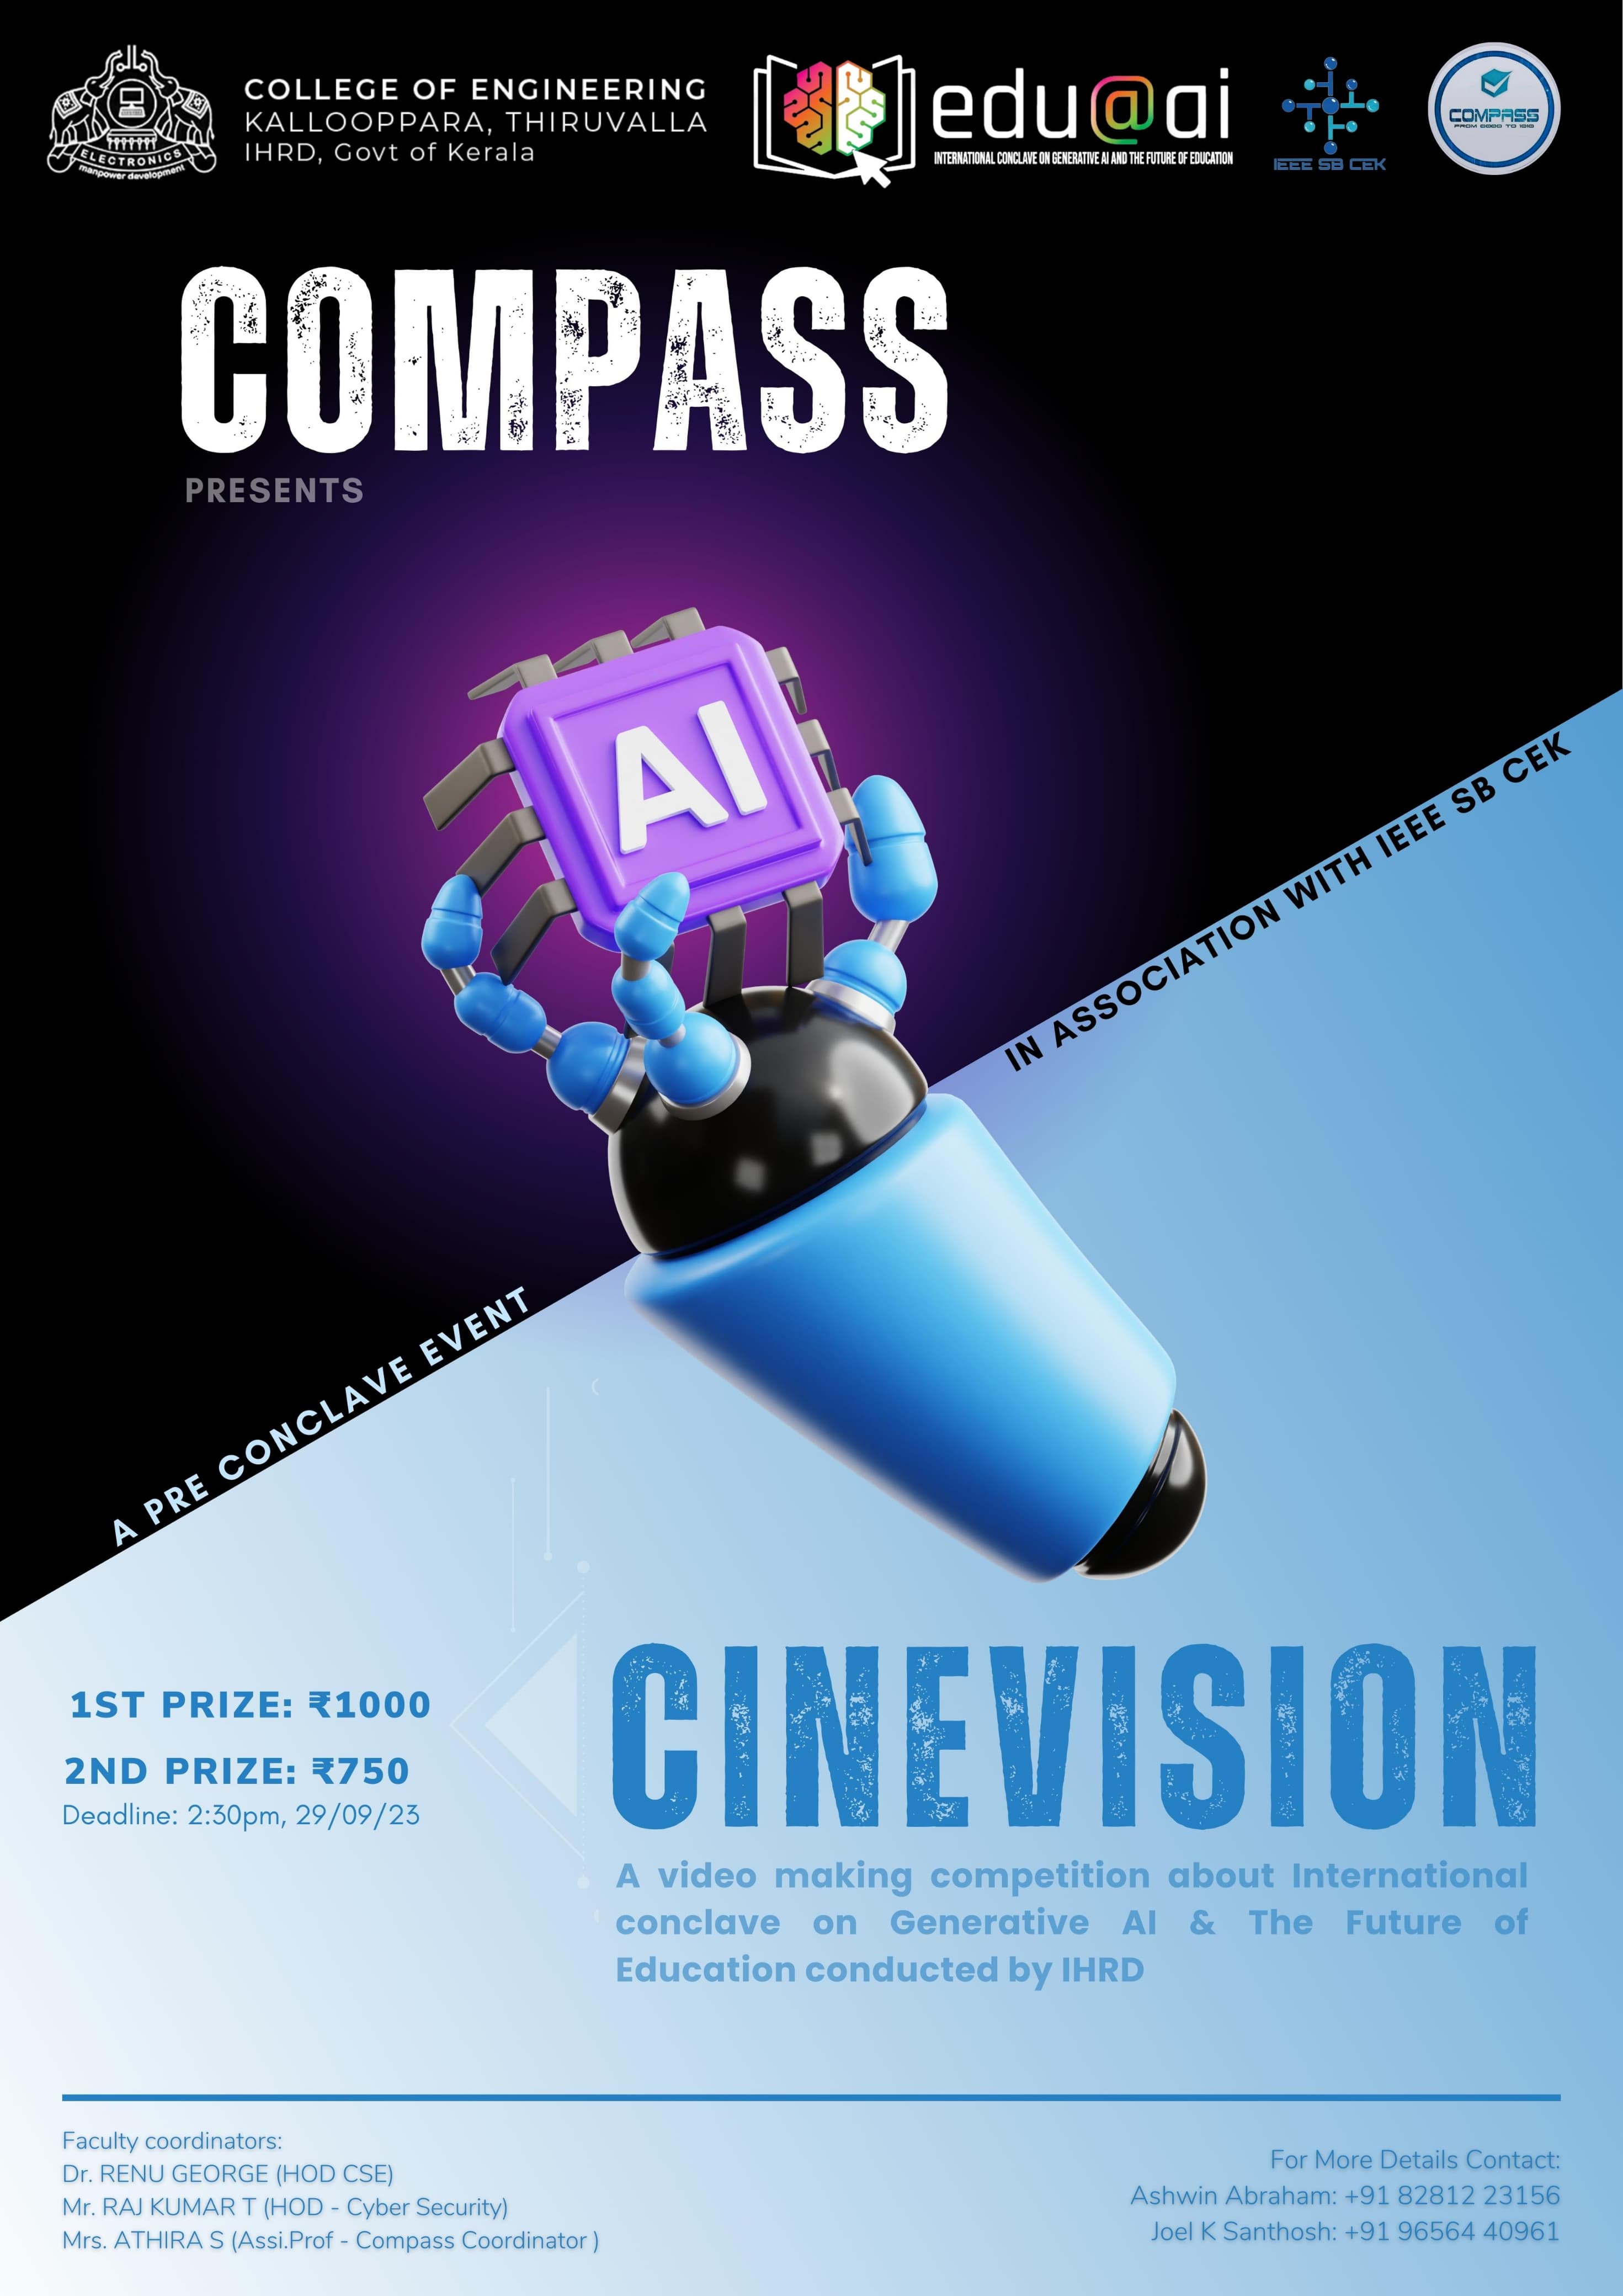 COLLEGE OF ENGINEERING
KALLOOPPARA, THIRUVALLA
IHRD, Govt of Kerala
ELECTRONICS
manpower development
edu@ai
INTERNATIONAL CONCLAVE ON GENERATIVE AI AND THE FUTURE OF EDUCATION
IEEE SB CEK
COMPASS
COMPASS
PRESENTS
AI
IN ASSOCIATION WITH IEEE SB CEK
A PRE CONCLAVE EVENT
1ST PRIZE: ₹1000
2ND PRIZE: ₹750
Deadline: 2:30pm, 29/09/23
CINEVISION
A video making competition about International
conclave on Generative AI & The Future of
Education conducted by IHRD
Faculty coordinators:
Dr. RENU GEORGE (HOD CSE)
Mr. RAJ KUMAR T (HOD - Cyber Security)
Mrs. ATHIRA S (Assi.Prof - Compass Coordinator )
For More Details Contact:
Ashwin Abraham: +91 82812 23156
Joel K Santhosh: +91 96564 40961